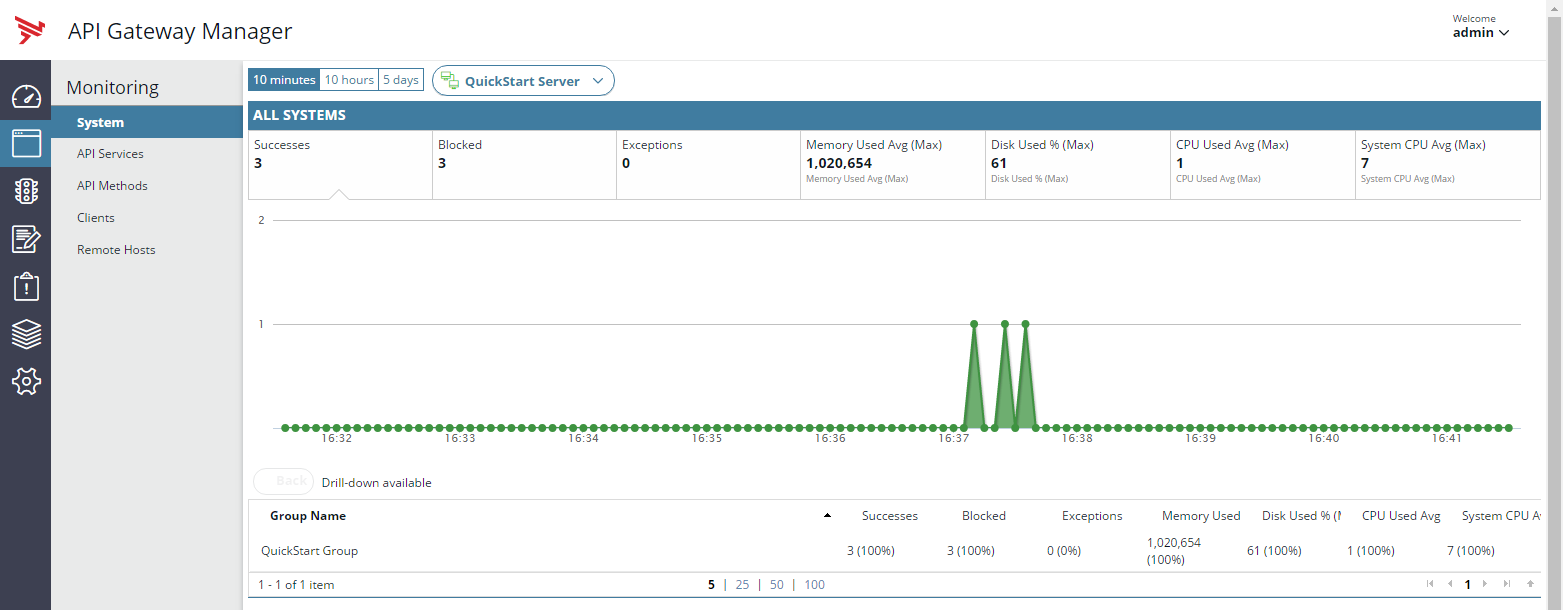 API Gateway Manager
Welcome
admin
Monitoring
System
API Services
API Methods
Clients
Remote Hosts
10 minutes 10 hours 5 days QuickStart Server
ALL SYSTEMS
Successes Blocked Exceptions Memory Used Avg (Max) Disk Used % (Max) CPU Used Avg (Max) System CPU Avg (Max)
3 3 0 1,020,654 61 1 7
Memory Used Avg (Max) Disk Used % (Max) CPU Used Avg (Max) System CPU Avg (Max)
2
1
16:32 16:33 16:34 16:35 16:36 16:37 16:38 16:39 16:40 16:41
Back Drill-down available
Group Name Successes Blocked Exceptions Memory Used Disk Used % ( CPU Used Avg System CPU A
QuickStart Group 3 (100%) 3 (100%) 0 (0%) 1,020,654 (100%) 61 (100%) 1 (100%) 7 (100%)
1 - 1 of 1 item 5 | 25 | 50 | 100 1